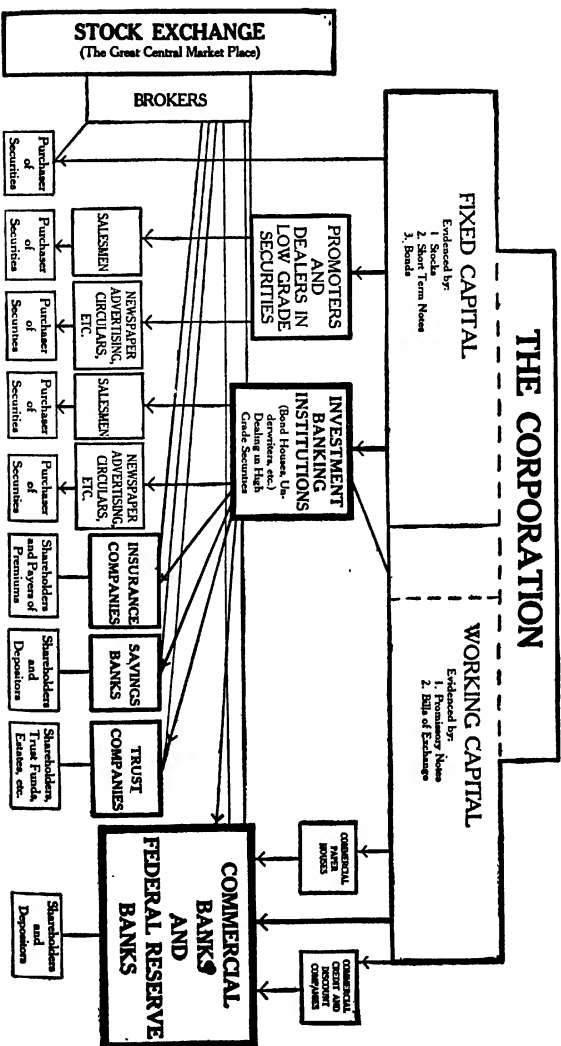 THE CORPORATION
FIXED CAPITAL
Evidenced by:
1 Stocks
2. Short Term Notes
3. Bonds
WORKING CAPITAL
Evidenced by:
1. Promissory Notes
2. Bills of Exchange
PROMOTERS
AND
DEALERS IN
LOW GRADE
SECURITIES
INVESTMENT
BANKING
INSTITUTIONS
(Bond Houses, Un-
derwriters, etc.)
Dealing in High
Grade Securities
COMMERCIAL
PAPER
HOUSES
COMMERCIAL
CREDIT AND
DISCOUNT
COMPANIES
STOCK EXCHANGE
(The Great Central Market Place)
BROKERS
SALESMEN
NEWSPAPER
ADVERTISING,
CIRCULARS,
ETC.
SALESMEN
NEWSPAPER
ADVERTISING,
CIRCULARS,
ETC.
INSURANCE
COMPANIES
SAVINGS
BANKS
TRUST
COMPANIES
COMMERCIAL
BANKS
AND
FEDERAL RESERVE
BANKS
Purchaser
of
Securities
Purchaser
of
Securities
Purchaser
of
Securities
Purchaser
of
Securities
Purchaser
of
Securities
Shareholders
and Payers of
Premiums
Shareholders
and
Depositors
Shareholders,
Trust Funds,
Estates, etc.
Shareholders
and
Depositors